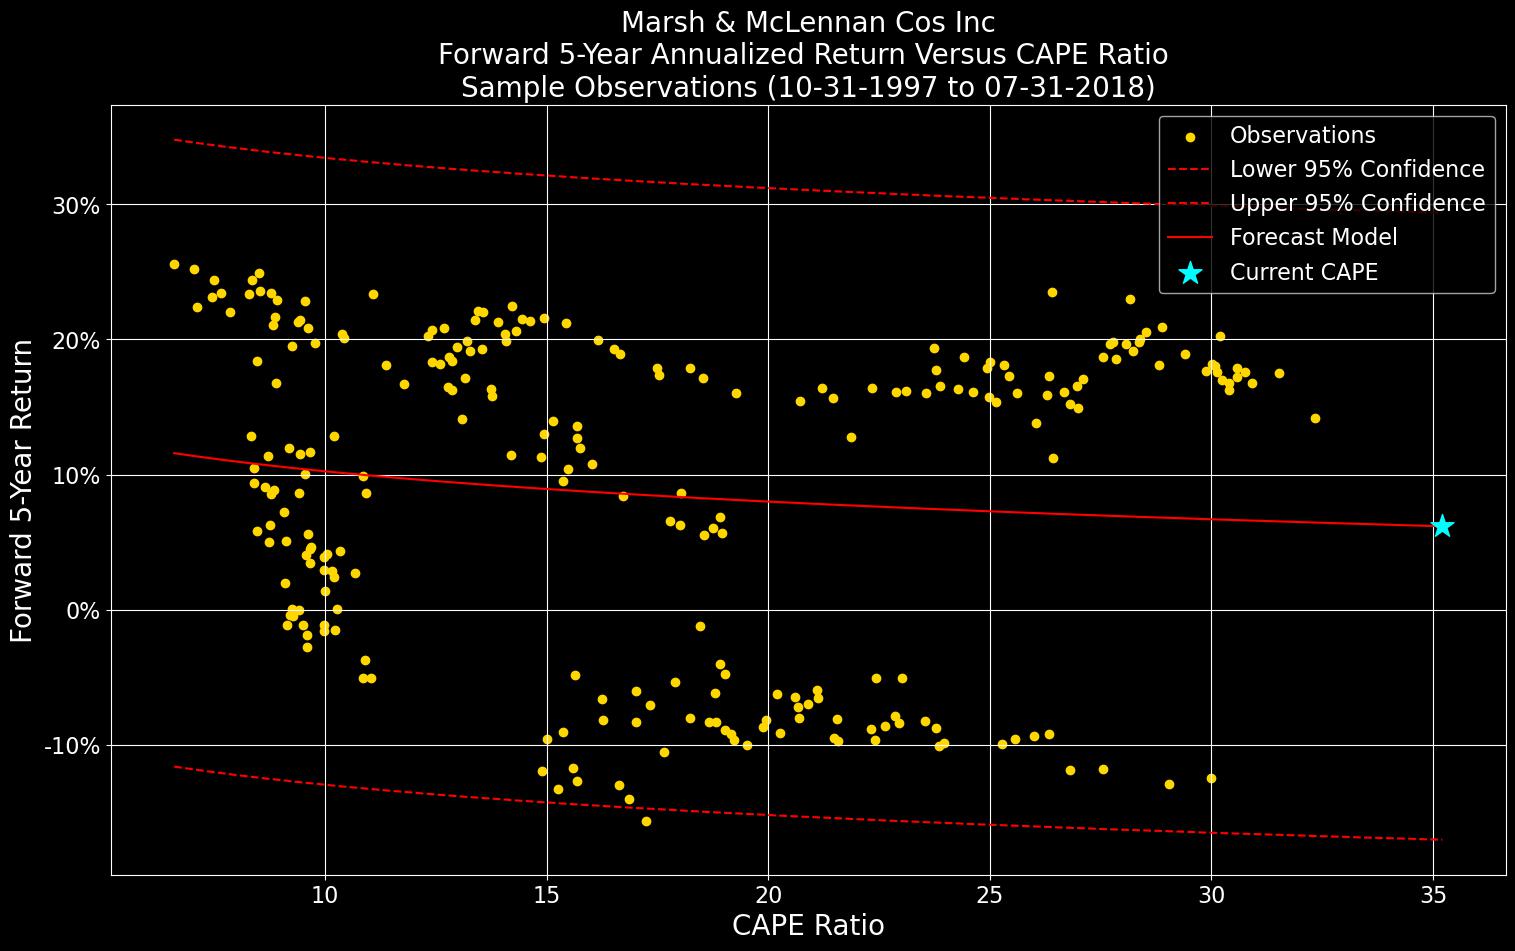 Marsh & McLennan Cos Inc
Forward 5-Year Annualized Return Versus CAPE Ratio
Sample Observations (10-31-1997 to 07-31-2018)
Observations
Lower 95% Confidence
Upper 95% Confidence
Forecast Model
Current CAPE
Forward 5-Year Return
30%
20%
10%
0%
-10%
10 15 20 25 30 35
CAPE Ratio